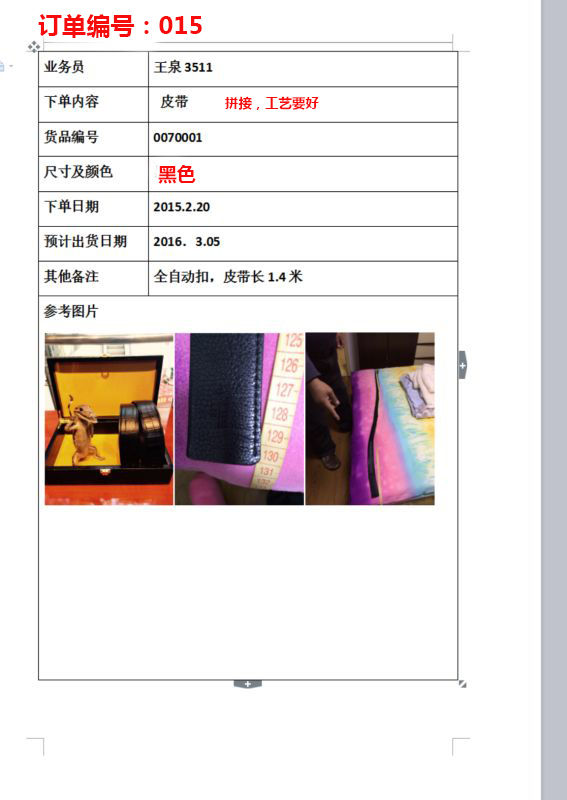 订单编号：015
业务员 王泉 3511
下单内容 皮带 拼接，工艺要好
货品编号 0070001
尺寸及颜色 黑色
下单日期 2015.2.20
预计出货日期 2016．3.05
其他备注 全自动扣，皮带长 1.4 米
参考图片
125
126
127
128
129
130
131
132